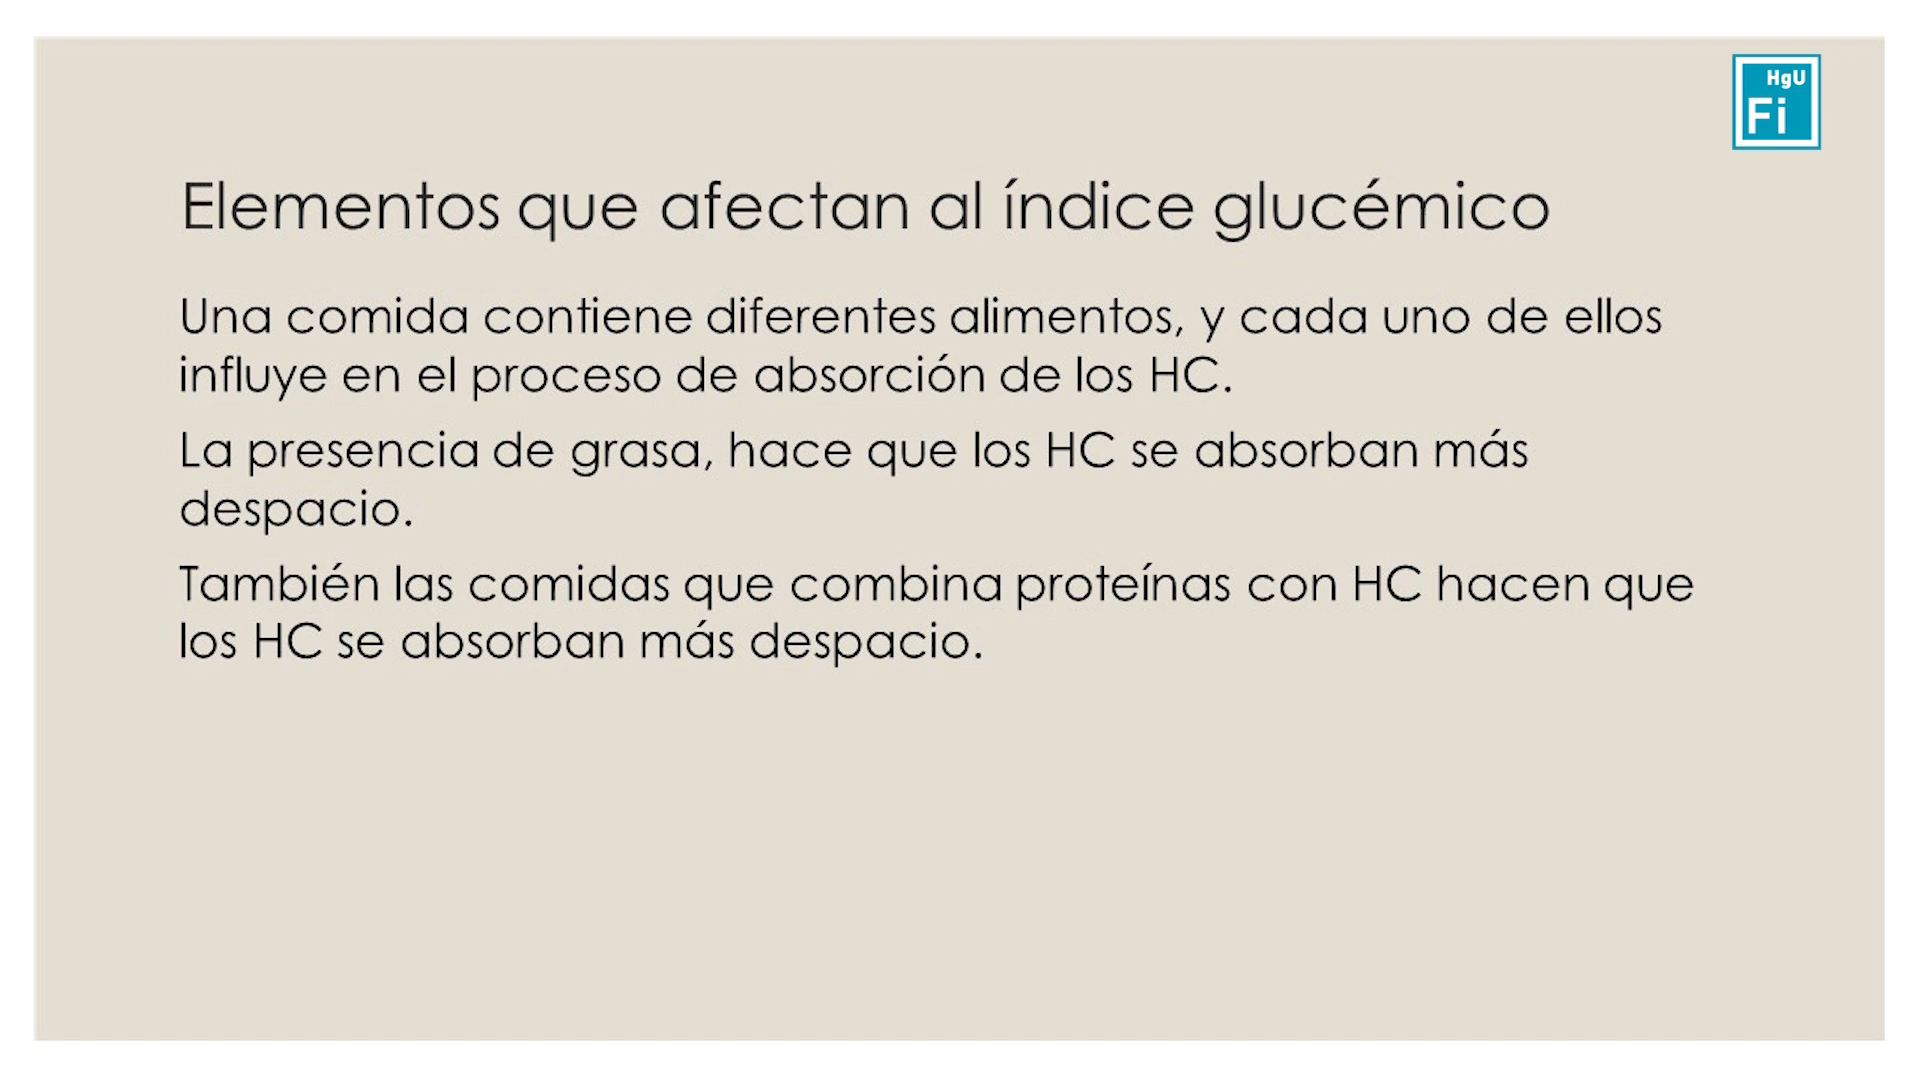 HgU
Fi
Elementos que afectan al índice glucémico
Una comida contiene diferentes alimentos, y cada uno de ellos
influye en el proceso de absorción de los HC.
La presencia de grasa, hace que los HC se absorban más
despacio.
También las comidas que combina proteínas con HC hacen que
los HC se absorban más despacio.